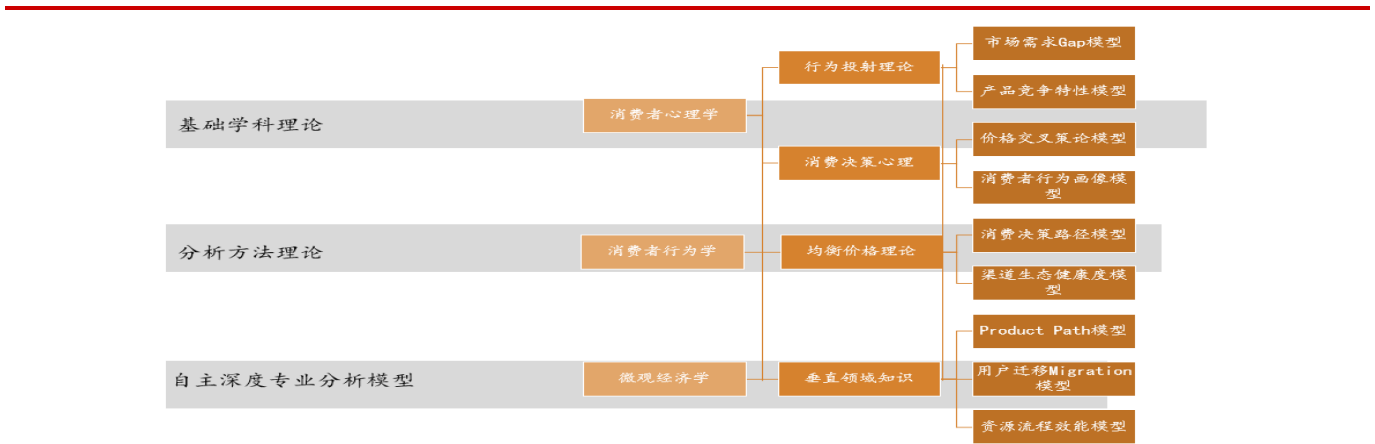 基础学科理论
分析方法理论
自主深度专业分析模型
消费者心理学
消费者行为学
微观经济学
行为投射理论
消费决策心理
均衡价格理论
垂直领域知识
市场需求Gap模型
产品竞争特性模型
价格交叉策论模型
消费者行为画像模
型
消费决策路径模型
渠道生态健康度模
型
Product Path模型
用户迁移Migration
模型
资源流程效能模型